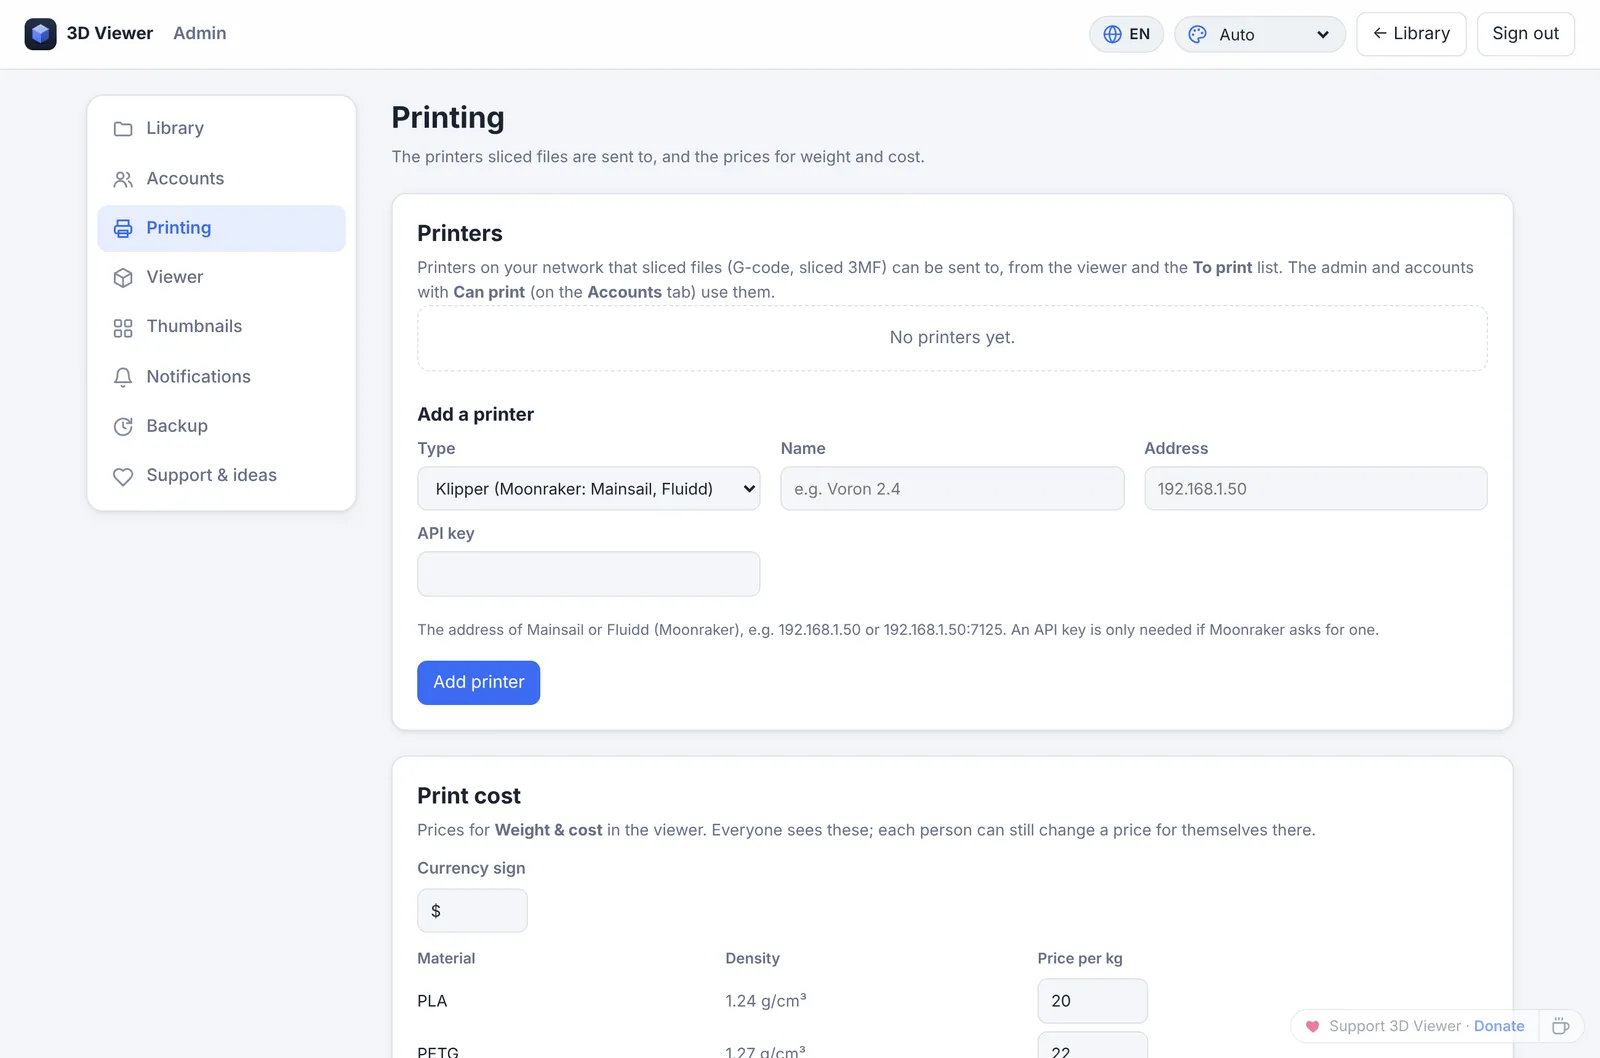 3D Viewer Admin
EN
Auto
← Library
Sign out
Library
Accounts
Printing
Viewer
Thumbnails
Notifications
Backup
Support & ideas
Printing
The printers sliced files are sent to, and the prices for weight and cost.
Printers
Printers on your network that sliced files (G-code, sliced 3MF) can be sent to, from the viewer and the To print list. The admin and accounts
with Can print (on the Accounts tab) use them.
No printers yet.
Add a printer
Type Name Address
Klipper (Moonraker: Mainsail, Fluidd) e.g. Voron 2.4 192.168.1.50
API key
The address of Mainsail or Fluidd (Moonraker), e.g. 192.168.1.50 or 192.168.1.50:7125. An API key is only needed if Moonraker asks for one.
Add printer
Print cost
Prices for Weight & cost in the viewer. Everyone sees these; each person can still change a price for themselves there.
Currency sign
$
Material Density Price per kg
PLA 1.24 g/cm³ 20
PETG 1.27 g/cm³ 22
Support 3D Viewer · Donate